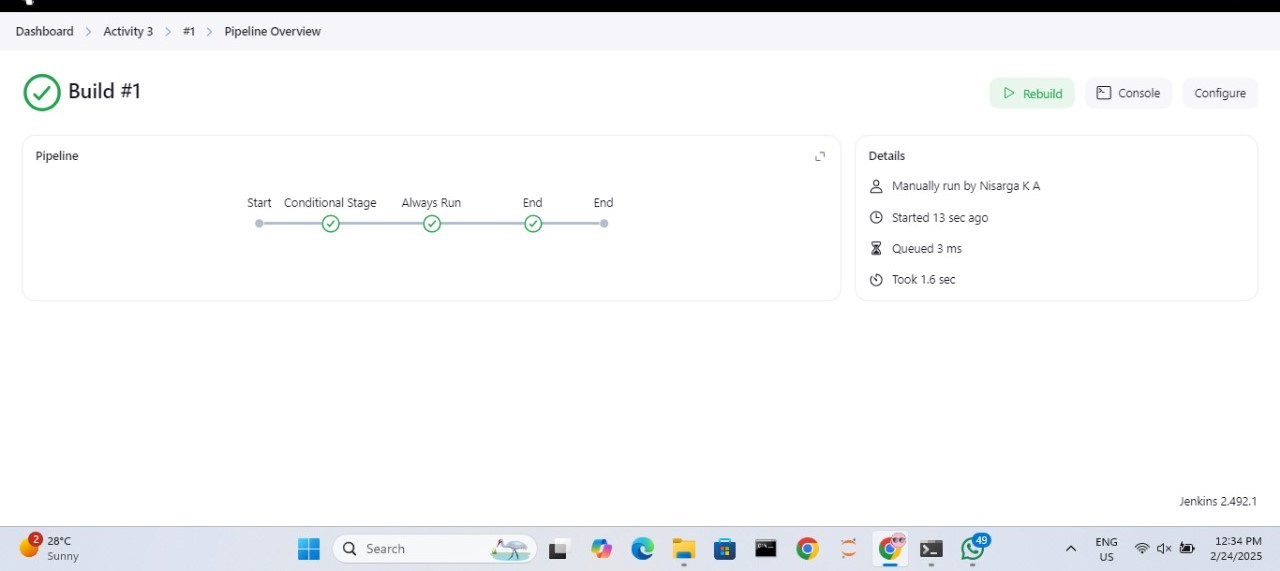 Dashboard > Activity 3 > #1 > Pipeline Overview
Build #1
Rebuild
Console
Configure
Pipeline
Start Conditional Stage Always Run End End
Details
Manually run by Nisarga K A
Started 13 sec ago
Queued 3 ms
Took 1.6 sec
Jenkins 2.492.1
2
28°C
Sunny
Search
49
ENG
US
12:34 PM
2/24/2025